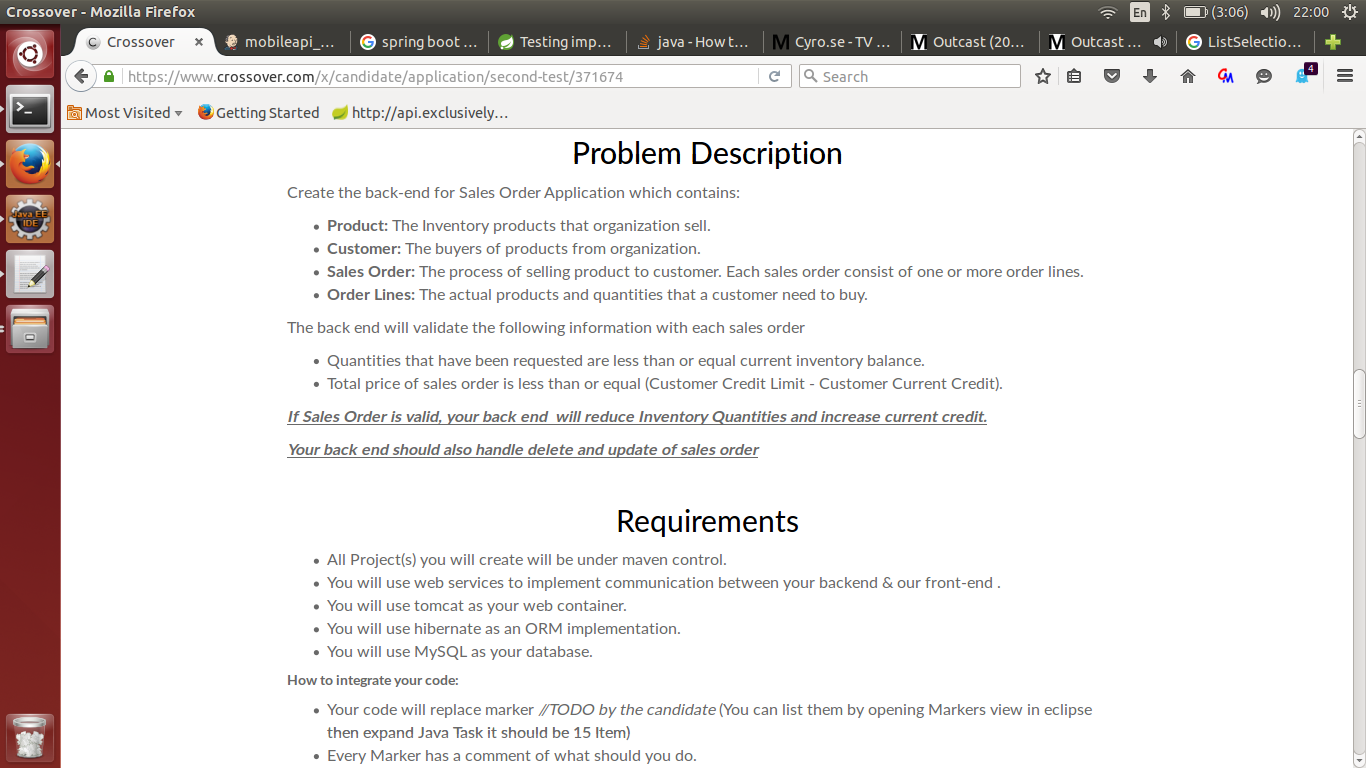 Crossover - Mozilla Firefox
En
(3:06)
22:00
Crossover
mobileapi_...
spring boot ...
Testing imp...
java - How t...
Cyro.se - TV ...
Outcast (20...
Outcast ...
ListSelectio...
https://www.crossover.com/x/candidate/application/second-test/371674
Search
4
Most Visited
Getting Started
http://api.exclusively...
Java EE
IDE
Problem Description
Create the back-end for Sales Order Application which contains:
• Product: The Inventory products that organization sell.
• Customer: The buyers of products from organization.
• Sales Order: The process of selling product to customer. Each sales order consist of one or more order lines.
• Order Lines: The actual products and quantities that a customer need to buy.
The back end will validate the following information with each sales order
• Quantities that have been requested are less than or equal current inventory balance.
• Total price of sales order is less than or equal (Customer Credit Limit - Customer Current Credit).
If Sales Order is valid, your back end will reduce Inventory Quantities and increase current credit.
Your back end should also handle delete and update of sales order
Requirements
• All Project(s) you will create will be under maven control.
• You will use web services to implement communication between your backend & our front-end .
• You will use tomcat as your web container.
• You will use hibernate as an ORM implementation.
• You will use MySQL as your database.
How to integrate your code:
• Your code will replace marker //TODO by the candidate (You can list them by opening Markers view in eclipse
then expand Java Task it should be 15 Item)
• Every Marker has a comment of what should you do.